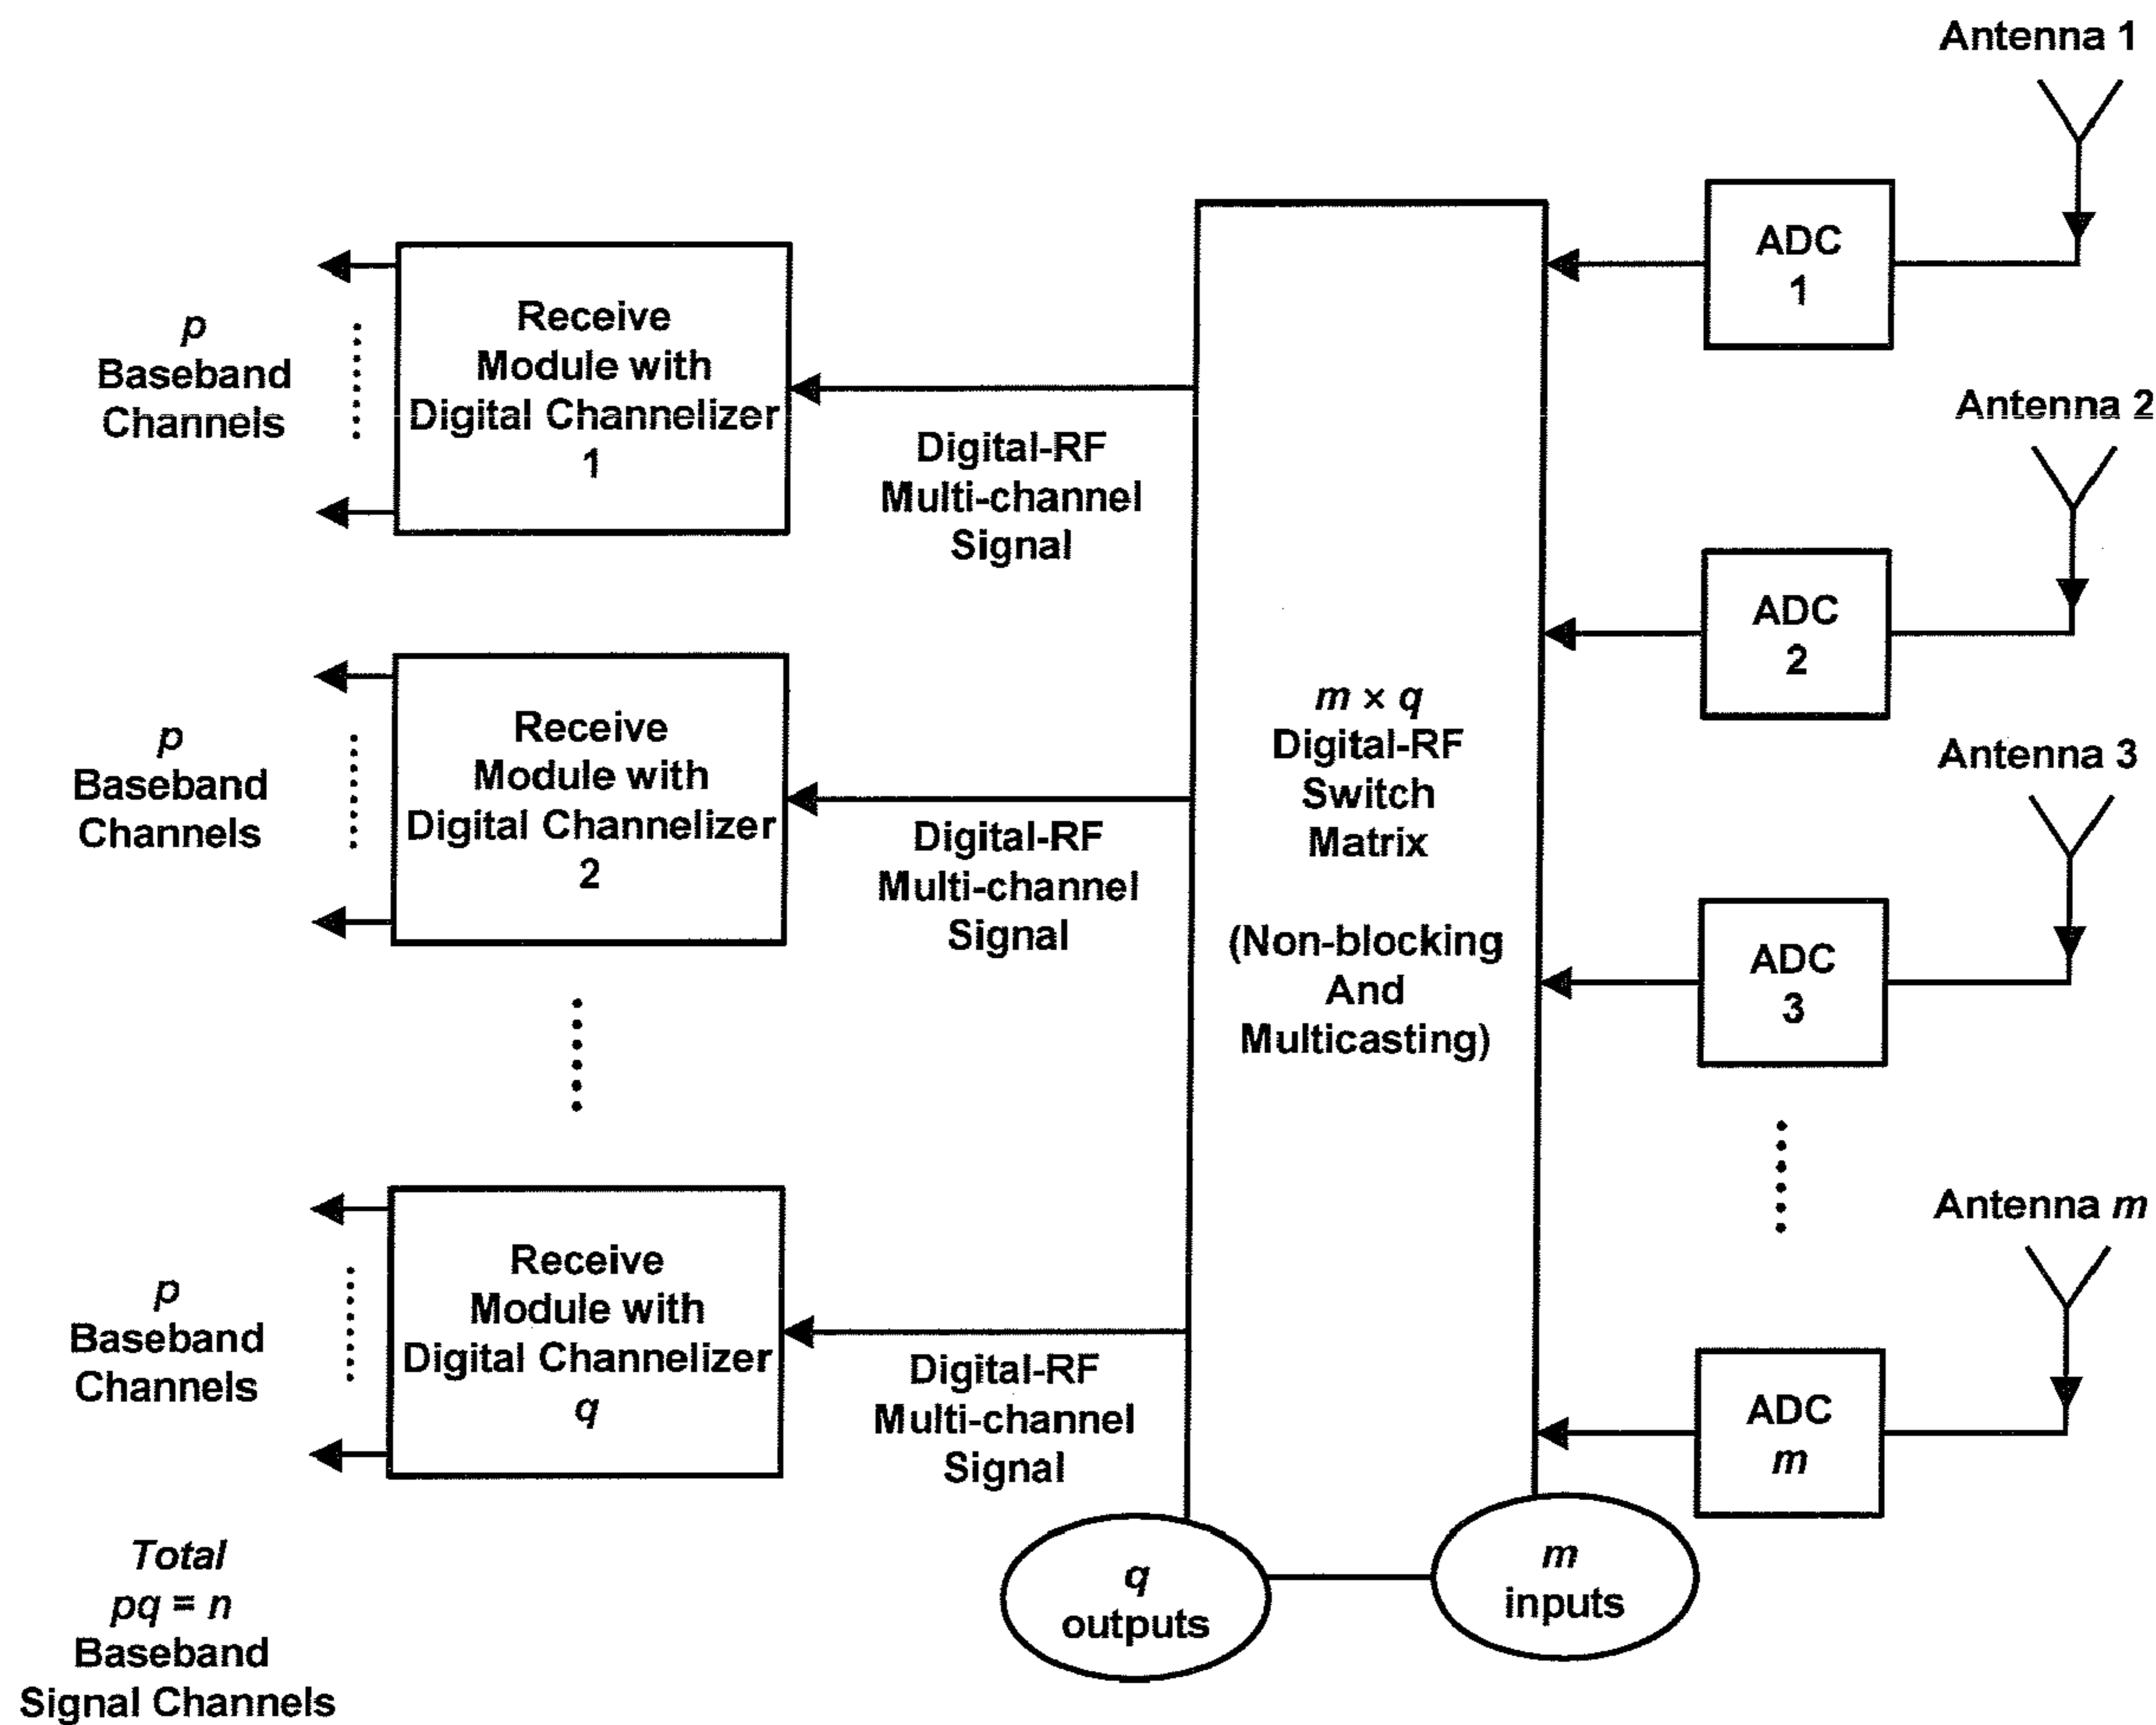 Antenna 1
ADC
1
Receive
Module with
Digital Channelizer
1
p
Baseband
Channels
Digital-RF
Multi-channel
Signal
Antenna 2
ADC
2
m × q
Digital-RF
Switch
Matrix
(Non-blocking
And
Multicasting)
Receive
Module with
Digital Channelizer
2
p
Baseband
Channels
Digital-RF
Multi-channel
Signal
Antenna 3
ADC
3
Antenna m
ADC
m
Receive
Module with
Digital Channelizer
q
p
Baseband
Channels
Digital-RF
Multi-channel
Signal
q
outputs
m
inputs
Total
pq = n
Baseband
Signal Channels